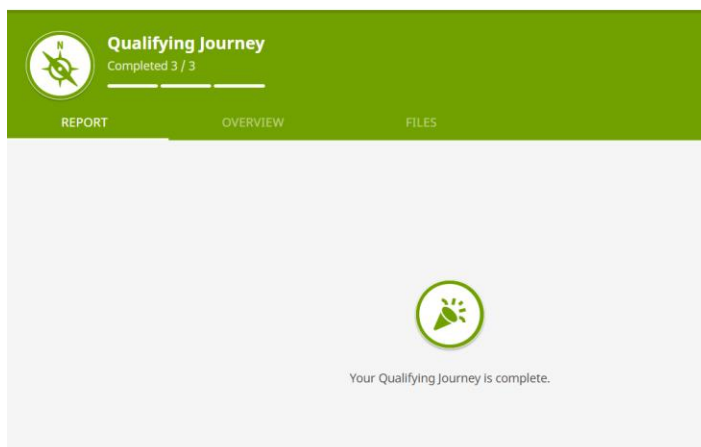 N
Qualifying Journey
Completed 3 / 3
REPORT OVERVIEW FILES
Your Qualifying Journey is complete.